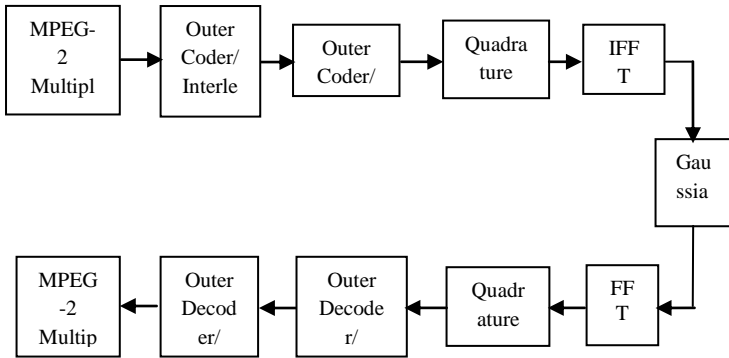 MPEG-
2
Multipl
Outer
Coder/
Interle
Outer
Coder/
Quadra
ture
IFF
T
Gau
ssia
MPEG
-2
Multip
Outer
Decod
er/
Outer
Decode
r/
Quadr
ature
FF
T